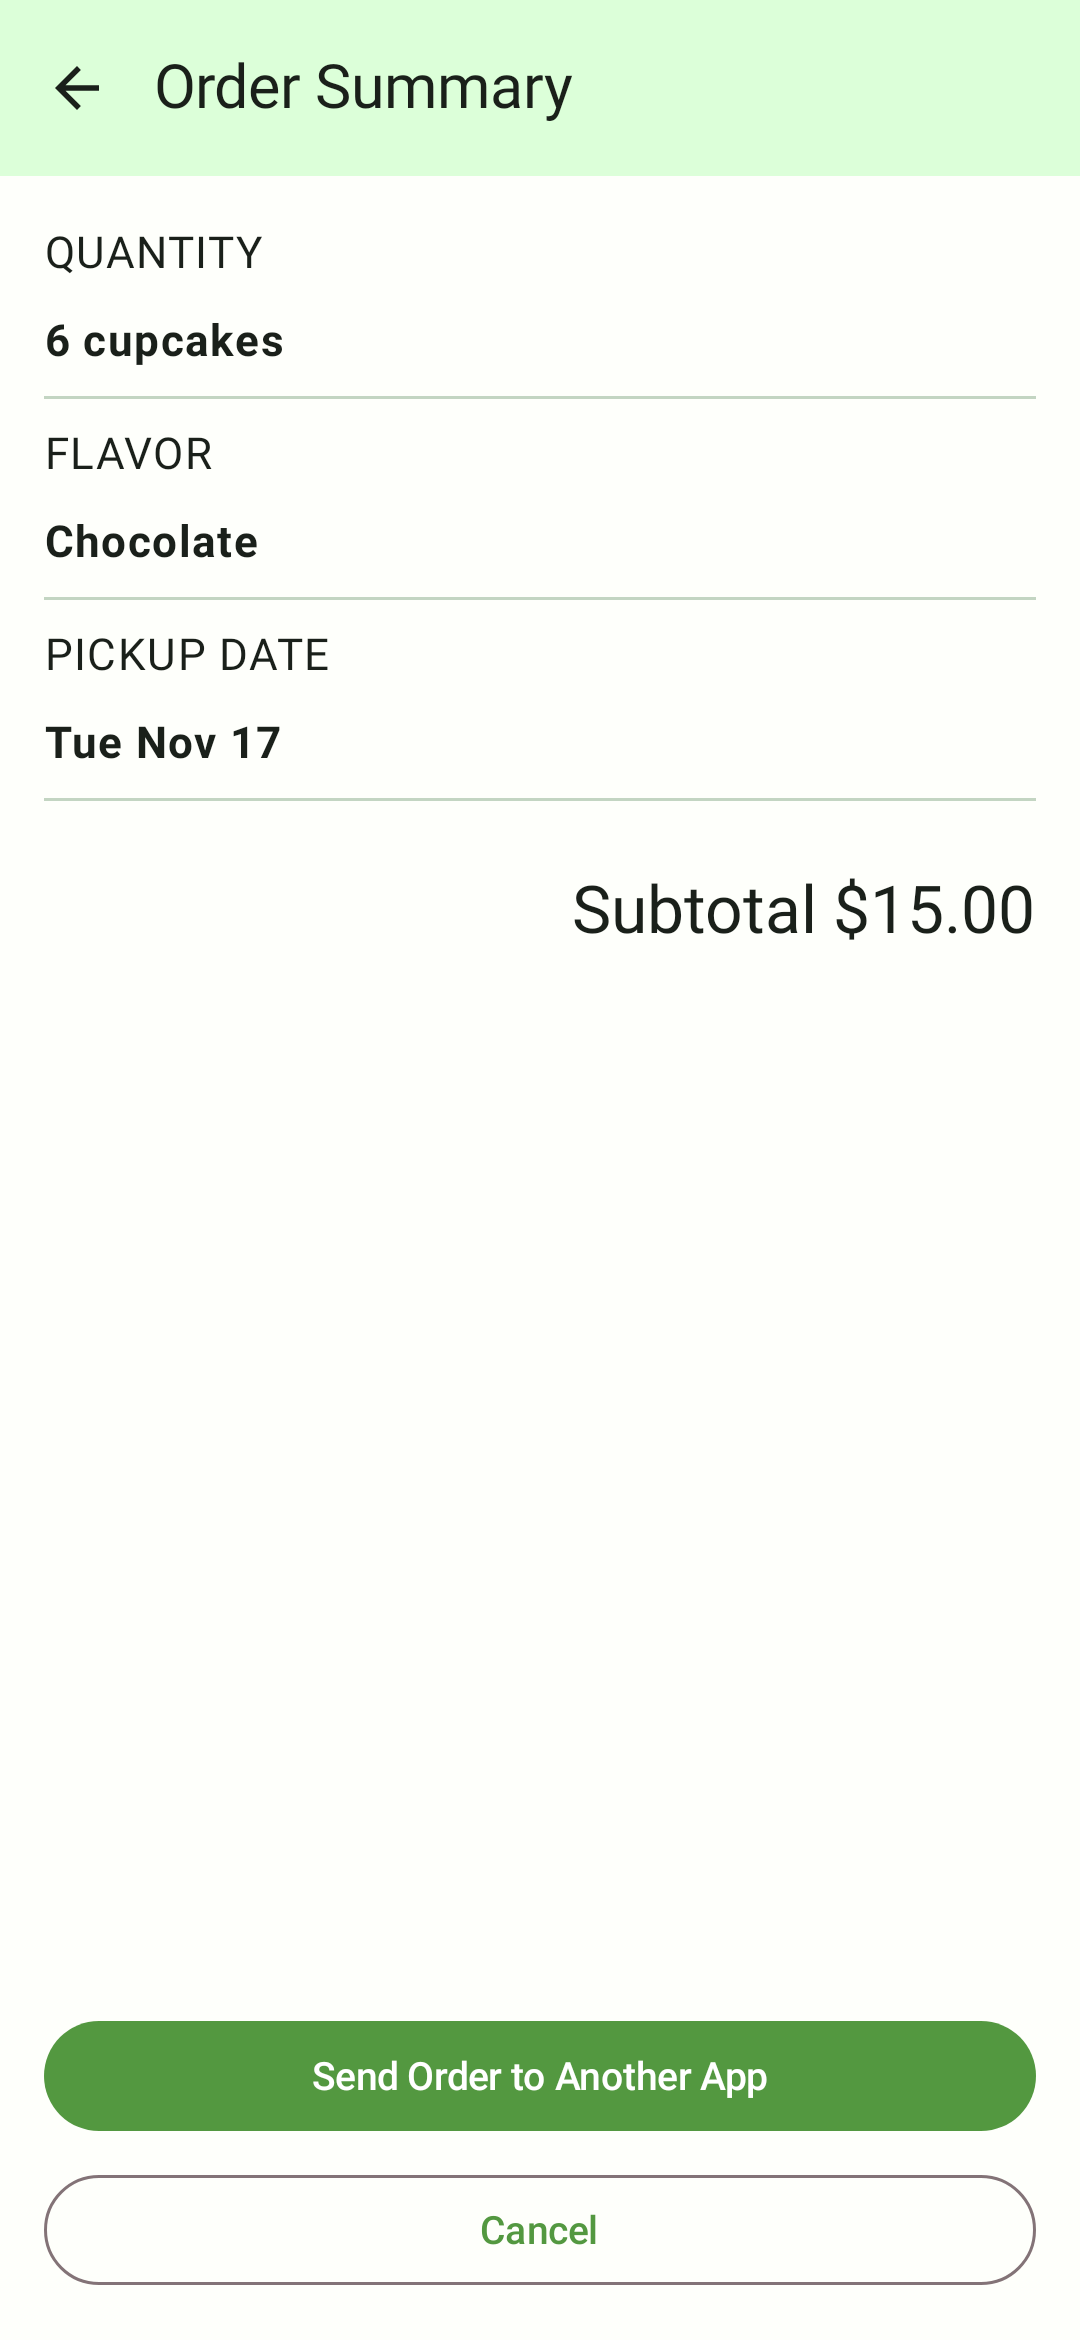 Order Summary
QUANTITY
6 cupcakes
FLAVOR
Chocolate
PICKUP DATE
Tue Nov 17
Subtotal $15.00
Send Order to Another App
Cancel